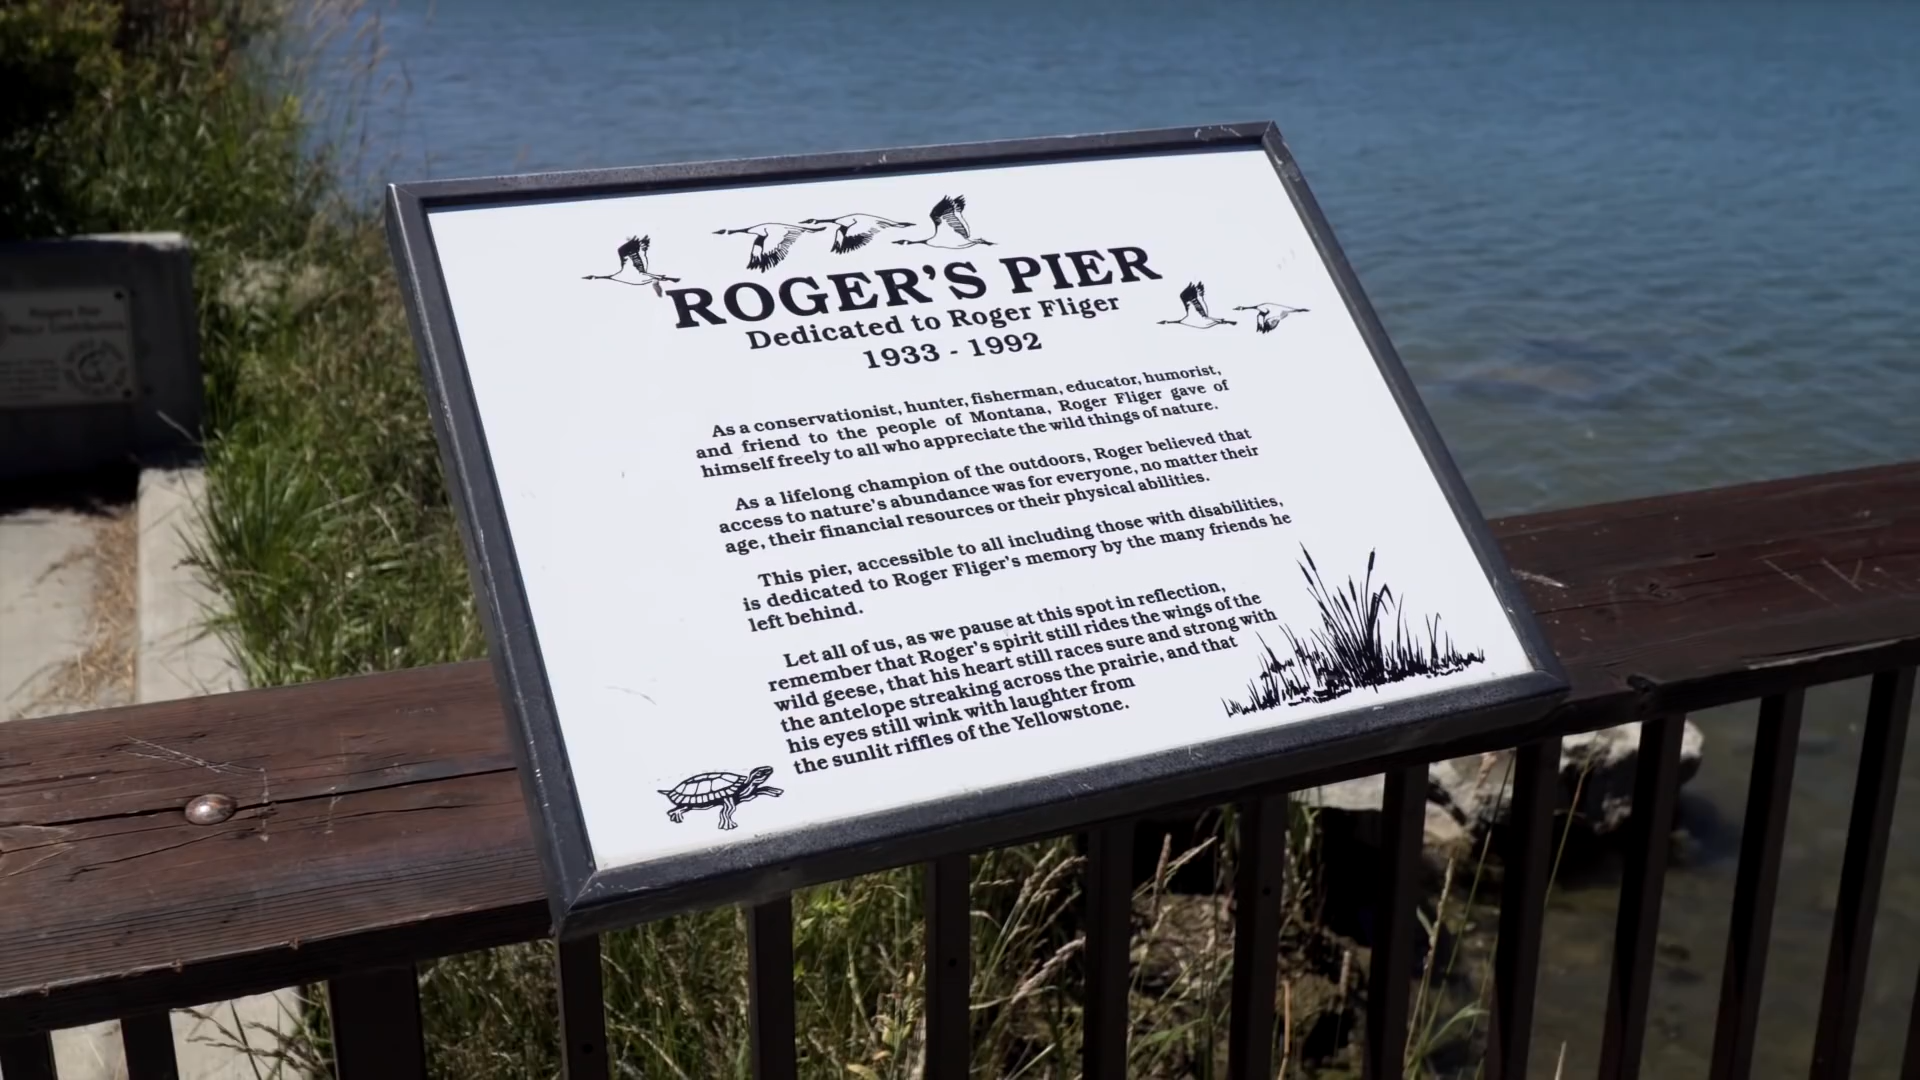 ROGER'S PIER
Dedicated to Roger Fliger
1933 - 1992
As a conservationist, hunter, fisherman, educator, humorist,
and friend to the people of Montana, Roger Fliger gave of
himself freely to all who appreciate the wild things of nature.
As a lifelong champion of the outdoors, Roger believed that
access to nature's abundance was for everyone, no matter their
age, their financial resources or their physical abilities.
This pier, accessible to all including those with disabilities,
is dedicated to Roger Fliger's memory by the many friends he
left behind.
Let all of us, as we pause at this spot in reflection,
remember that Roger's spirit still rides the wings of the
wild geese, that his heart still races sure and strong with
the antelope streaking across the prairie, and that
his eyes still wink with laughter from
the sunlit riffles of the Yellowstone.